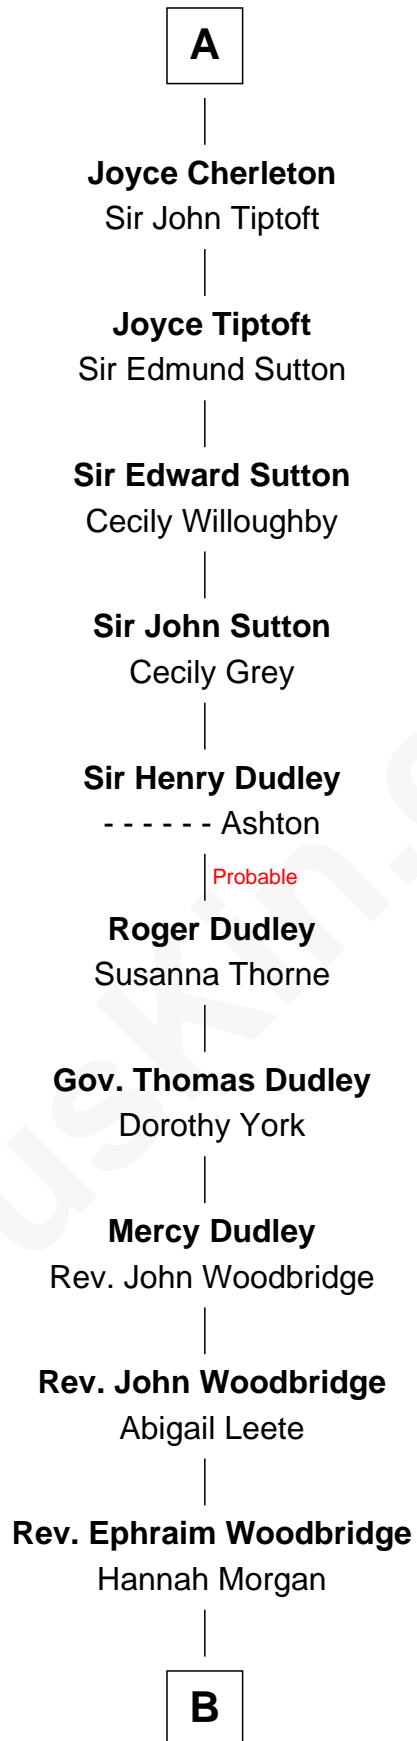 A
Joyce Cherleton
Sir John Tiptoft
Joyce Tiptoft
Sir Edmund Sutton
Sir Edward Sutton
Cecily Willoughby
Sir John Sutton
Cecily Grey
Sir Henry Dudley
- - - - - - Ashton
Probable
Roger Dudley
Susanna Thorne
Gov. Thomas Dudley
Dorothy York
Mercy Dudley
Rev. John Woodbridge
Rev. John Woodbridge
Abigail Leete
Rev. Ephraim Woodbridge
Hannah Morgan
B